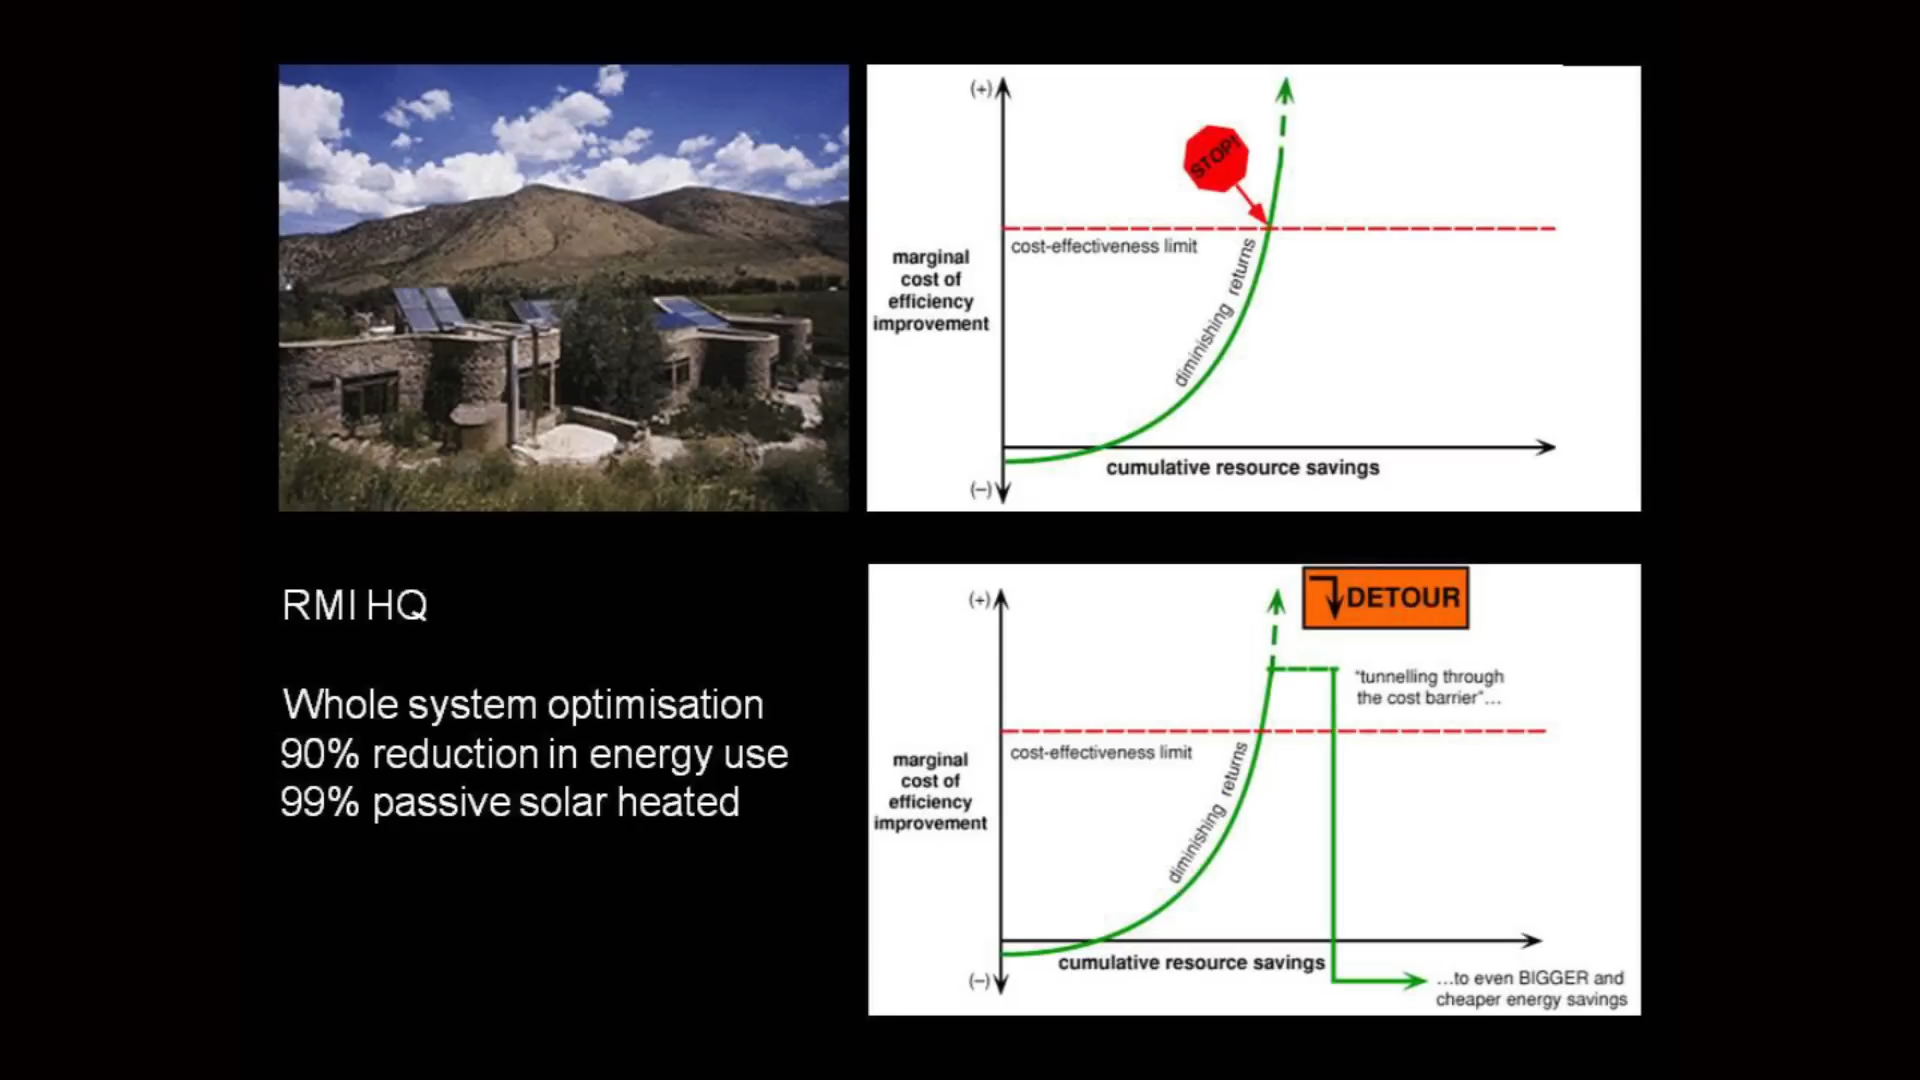 (+)
STOP!
cost-effectiveness limit
marginal
cost of
efficiency
improvement
diminishing returns
cumulative resource savings
(–)
RMI HQ
Whole system optimisation
90% reduction in energy use
99% passive solar heated
DETOUR
(+)
"tunnelling through
the cost barrier"...
cost-effectiveness limit
marginal
cost of
efficiency
improvement
diminishing returns
cumulative resource savings
(–)
...to even BIGGER and
cheaper energy savings